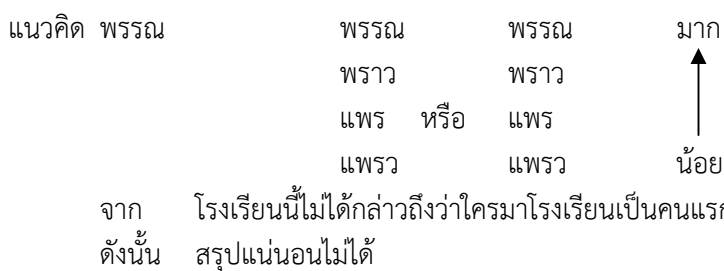 แนวคิด พรรณ พรรณ พรรณ มาก
พราว พราว
แพร หรือ แพร
แพรว แพรว น้อย
จาก โรงเรียนนี้ไม่ได้กล่าวถึงว่าใครมาโรงเรียนเป็นคนแรก
ดังนั้น สรุปแน่นอนไม่ได้